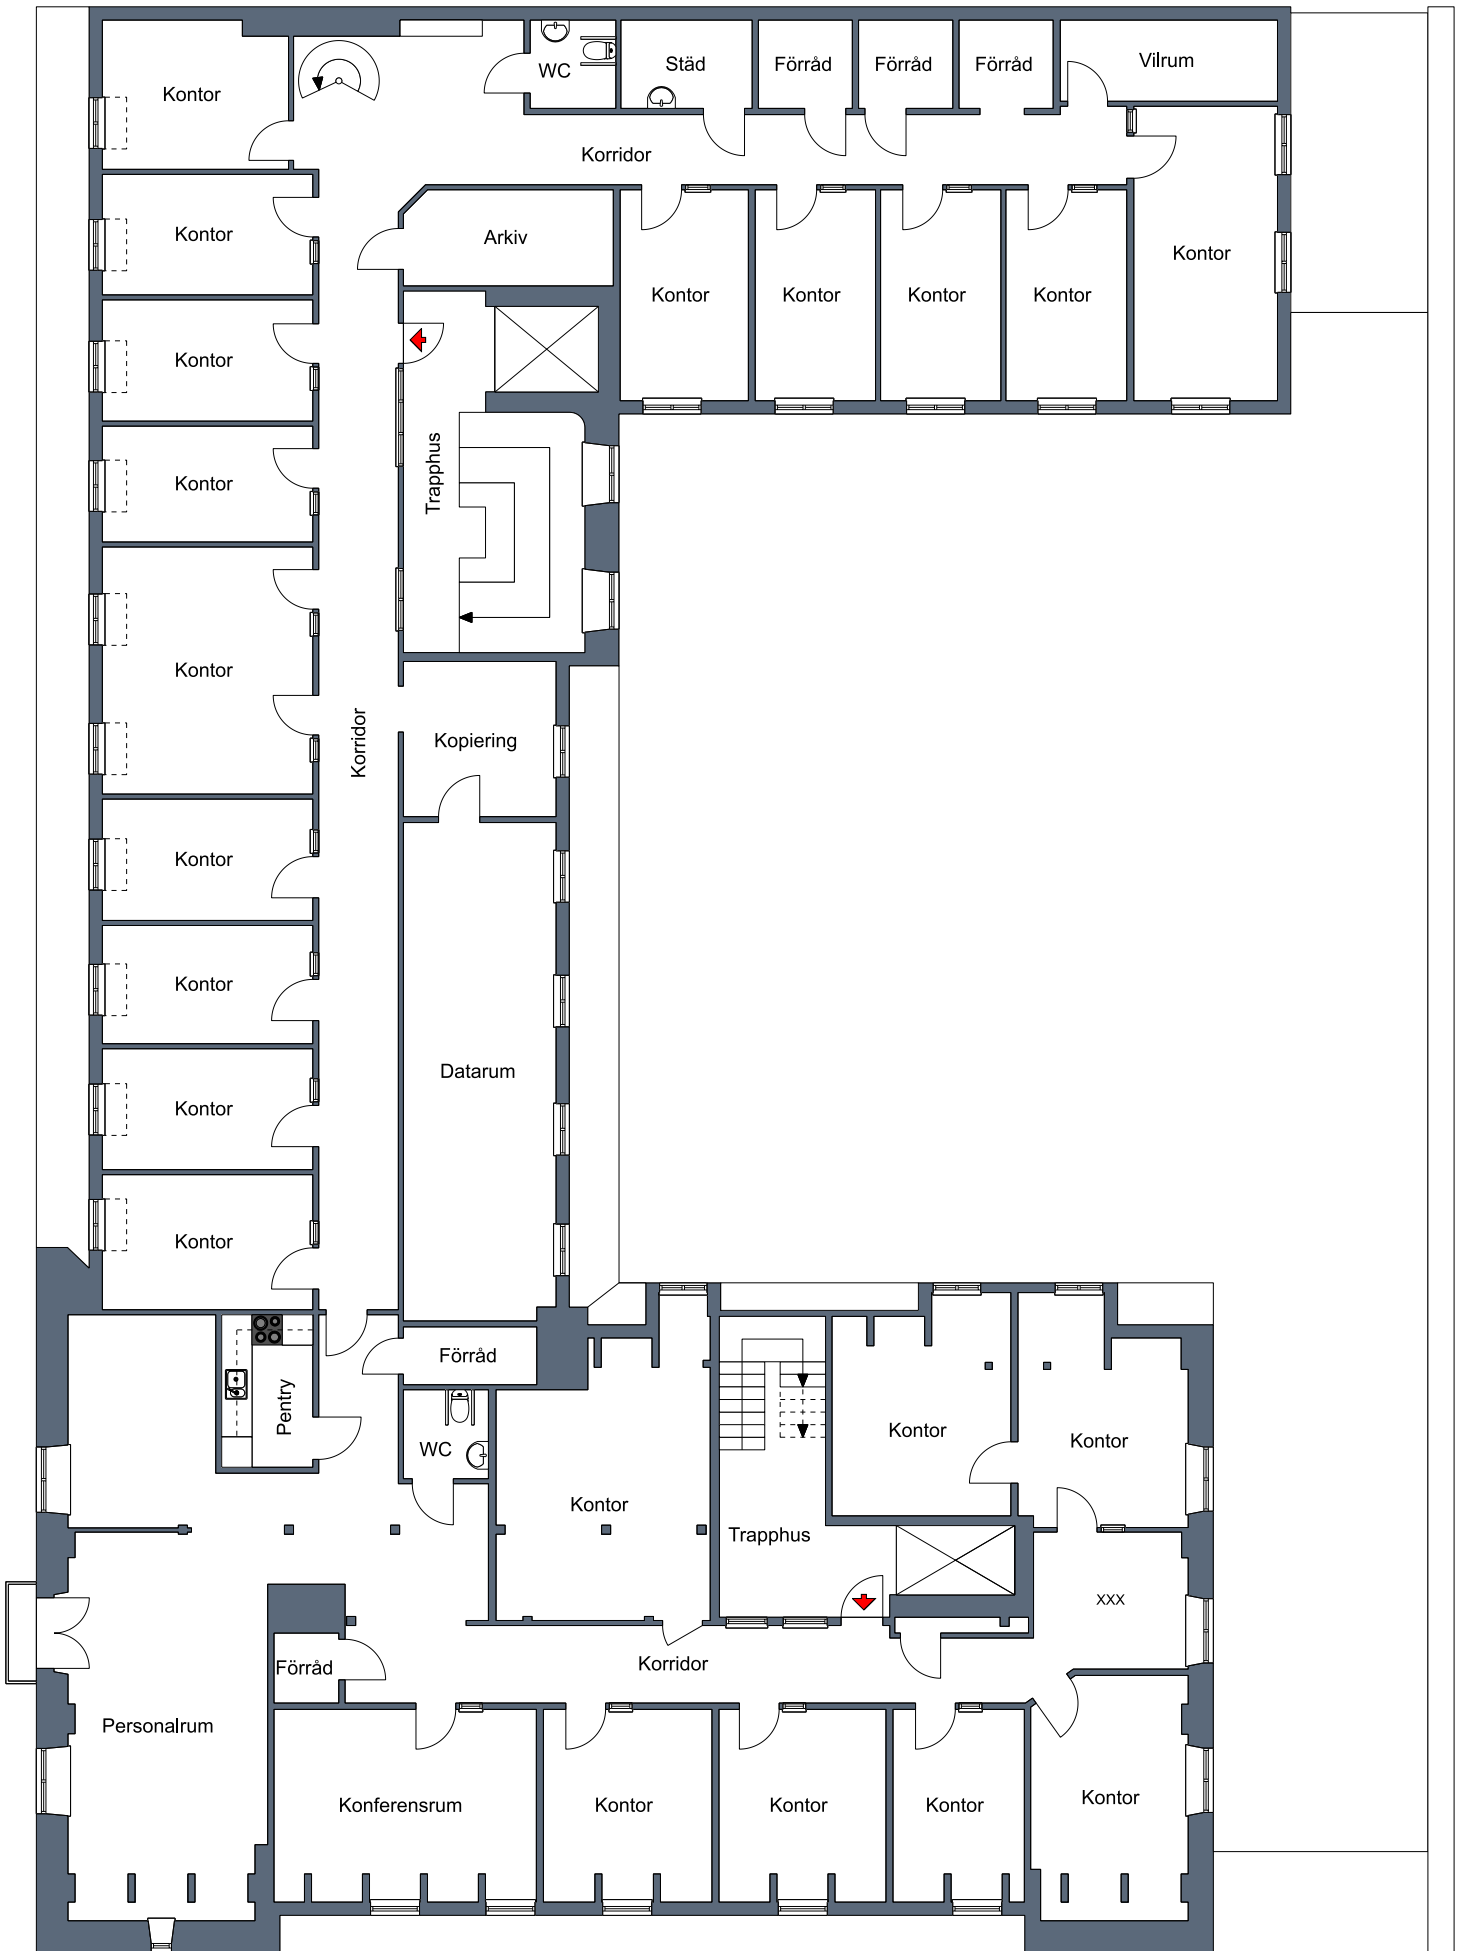 WC
Städ
Förråd
Förråd
Förråd
Vilrum
Kontor
Korridor
Kontor
Arkiv
Kontor
Kontor
Kontor
Kontor
Kontor
Kontor
Trapphus
Kontor
Kontor
Korridor
Kopiering
Kontor
Kontor
Datarum
Kontor
Kontor
Förråd
Pentry
WC
Kontor
Kontor
Kontor
Trapphus
XXX
Förråd
Korridor
Personalrum
Konferensrum
Kontor
Kontor
Kontor
Kontor